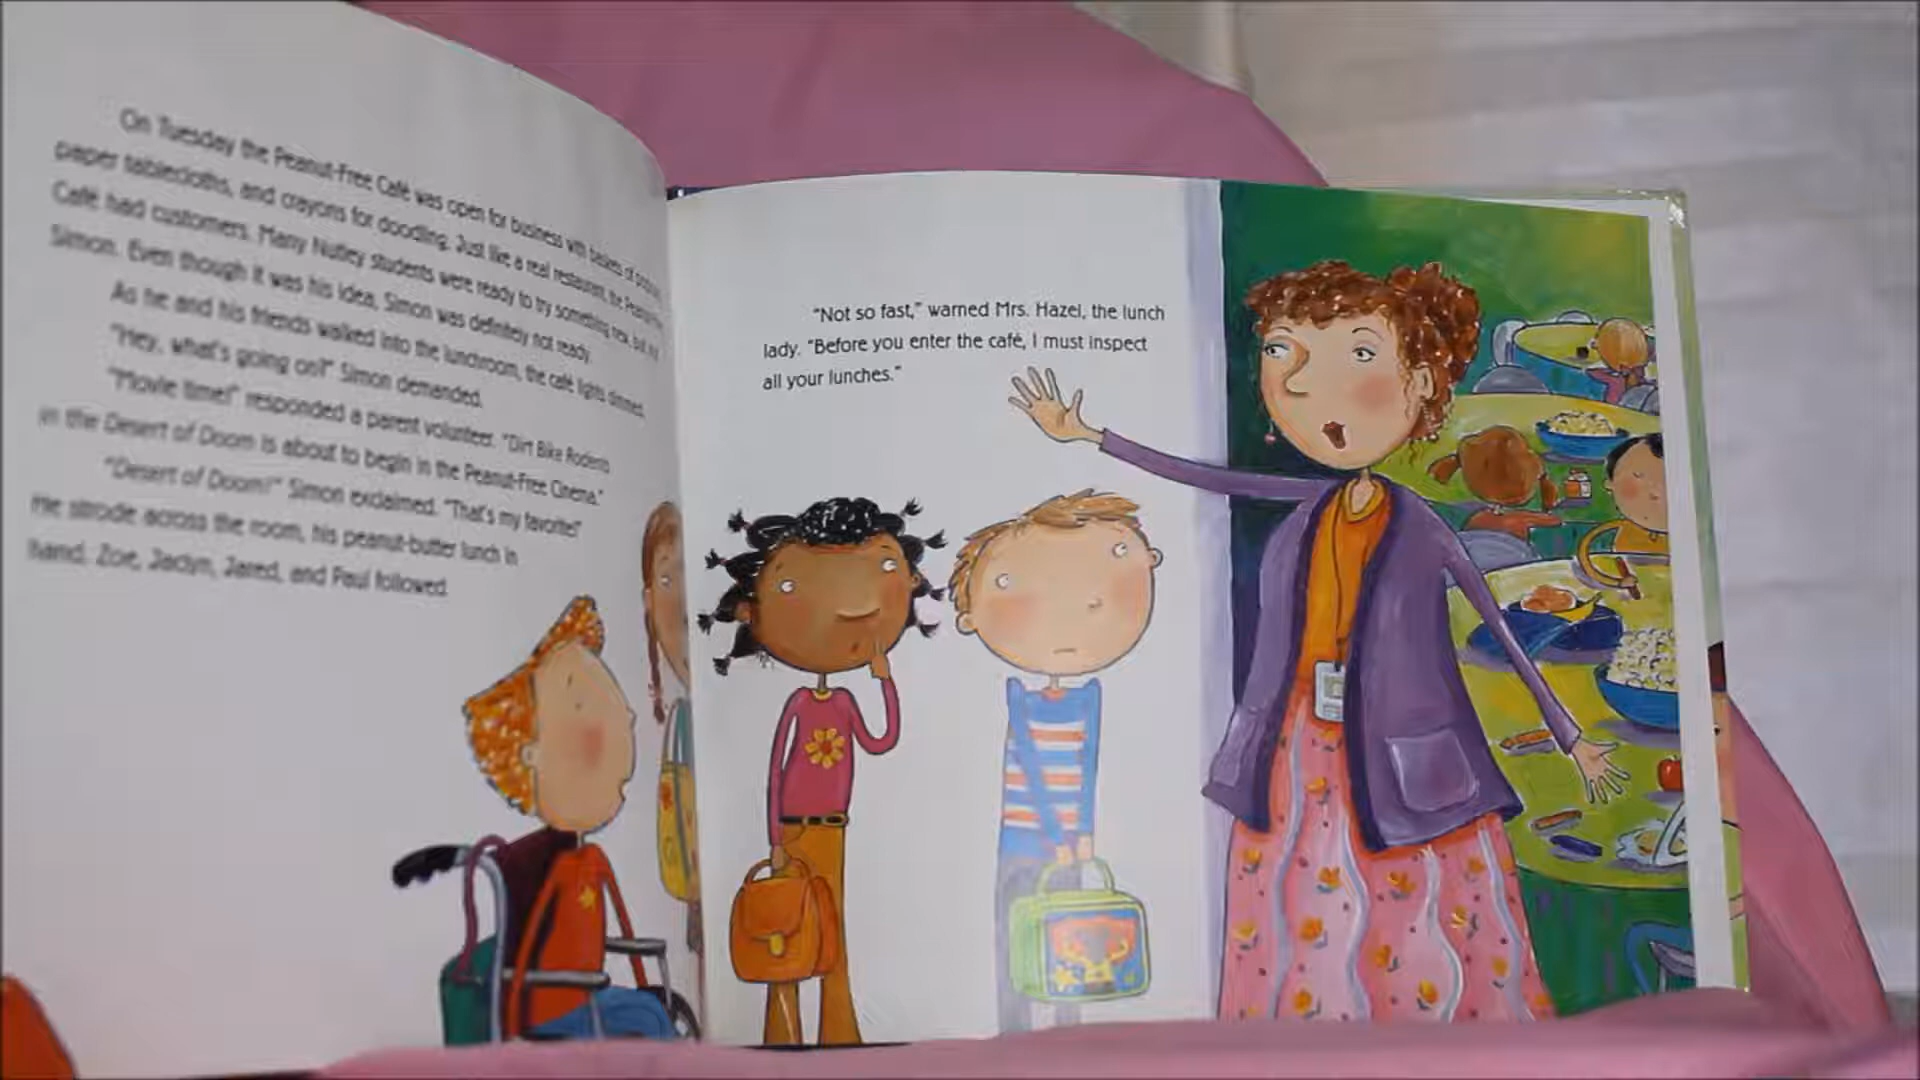 On Tuesday the Peanut-Free Café was open for business with baskets of popcorn,
paper tablecloths, and crayons for doodling. Just like a real restaurant, the Peanut-Free
Café had customers. Many Nutley students were ready to try something new, but not
Simon. Even though it was his idea, Simon was definitely not ready.
As he and his friends walked into the lunchroom, the café lights dimmed.
"Hey, what's going on?" Simon demanded.
"Movie time!" responded a parent volunteer. "Dirt Bike Rodeo
in the Desert of Doom is about to begin in the Peanut-Free Cinema."
"Desert of Doom!" Simon exclaimed. "That's my favorite!"
He strode across the room, his peanut-butter lunch in
hand. Zoe, Jaclyn, Jared, and Paul followed.
"Not so fast," warned Mrs. Hazel, the lunch
lady. "Before you enter the café, I must inspect
all your lunches."